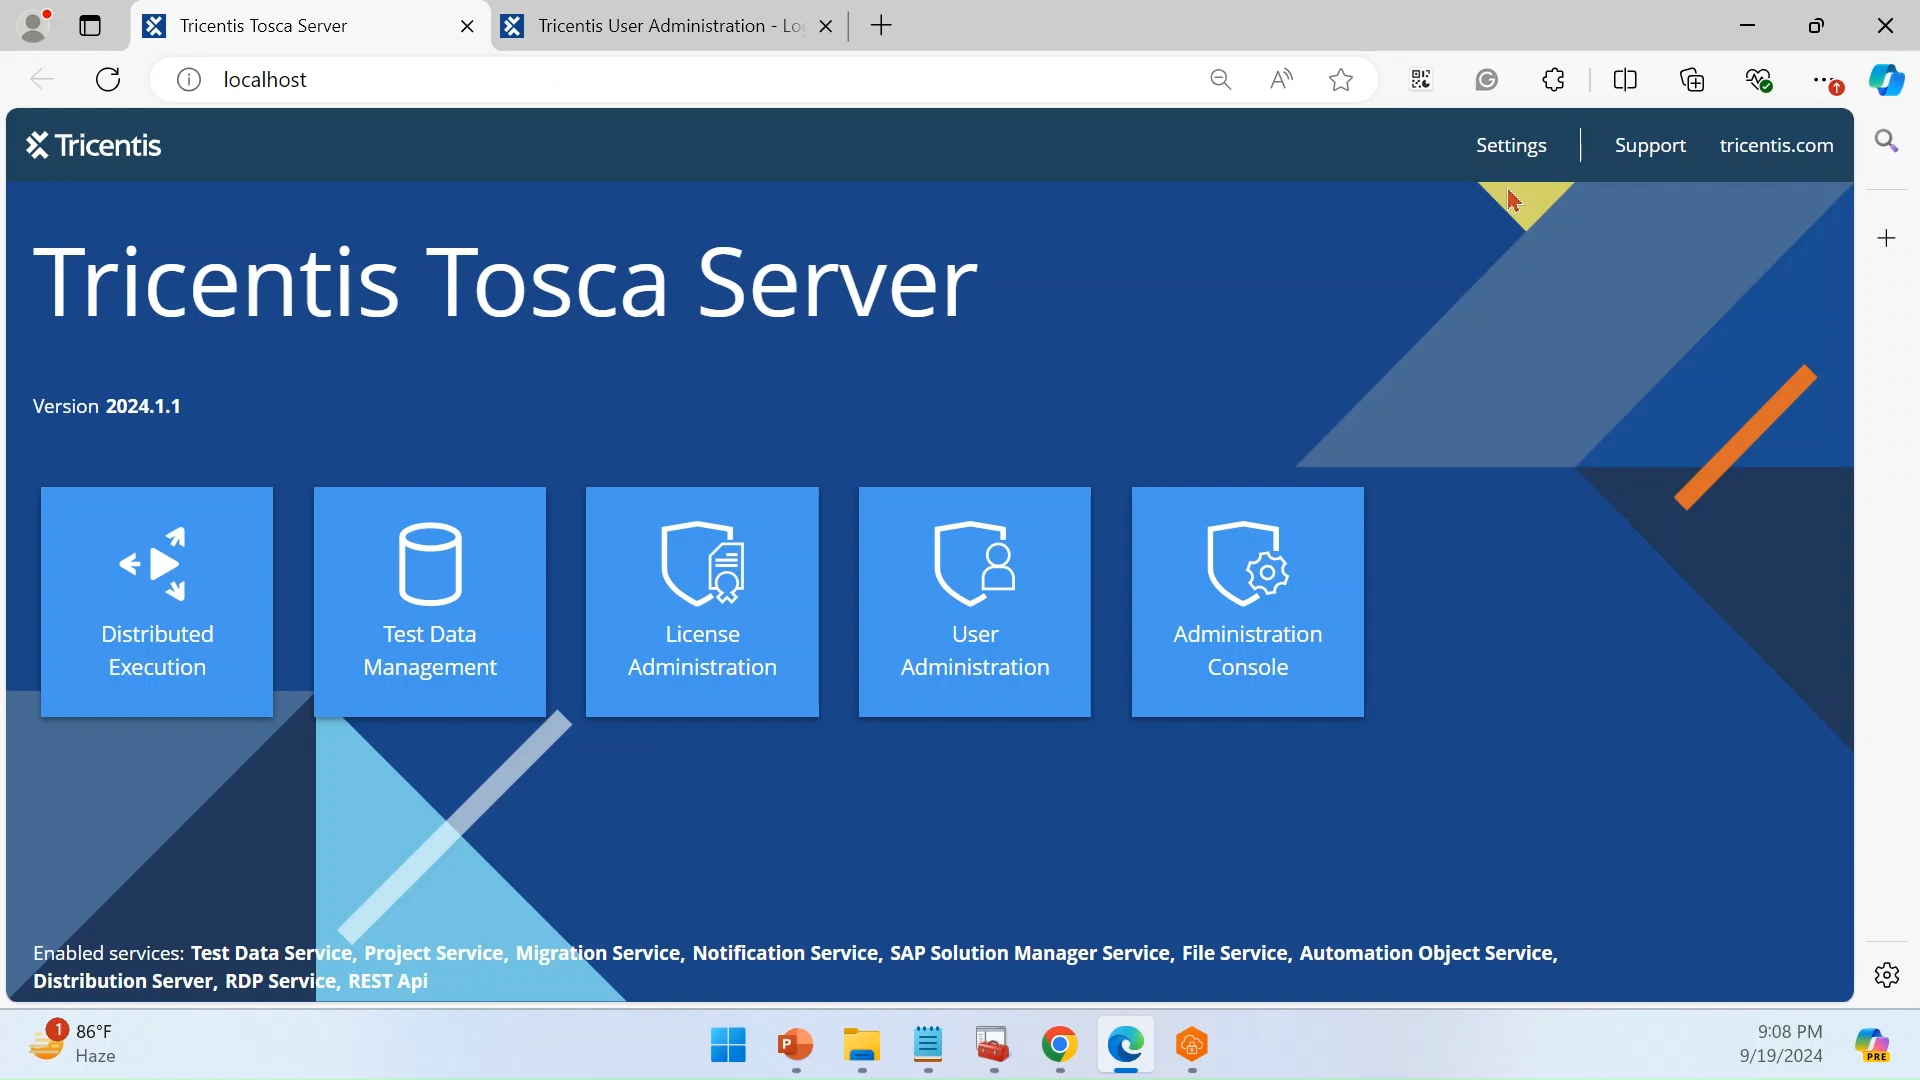 Tricentis Tosca Server
Tricentis User Administration - Lo
localhost
Tricentis
Settings
Support
tricentis.com
Tricentis Tosca Server
Version 2024.1.1
Distributed
Execution
Test Data
Management
License
Administration
User
Administration
Administration
Console
Enabled services: Test Data Service, Project Service, Migration Service, Notification Service, SAP Solution Manager Service, File Service, Automation Object Service,
Distribution Server, RDP Service, REST Api
1
86°F
Haze
P
9:08 PM
9/19/2024
PRE